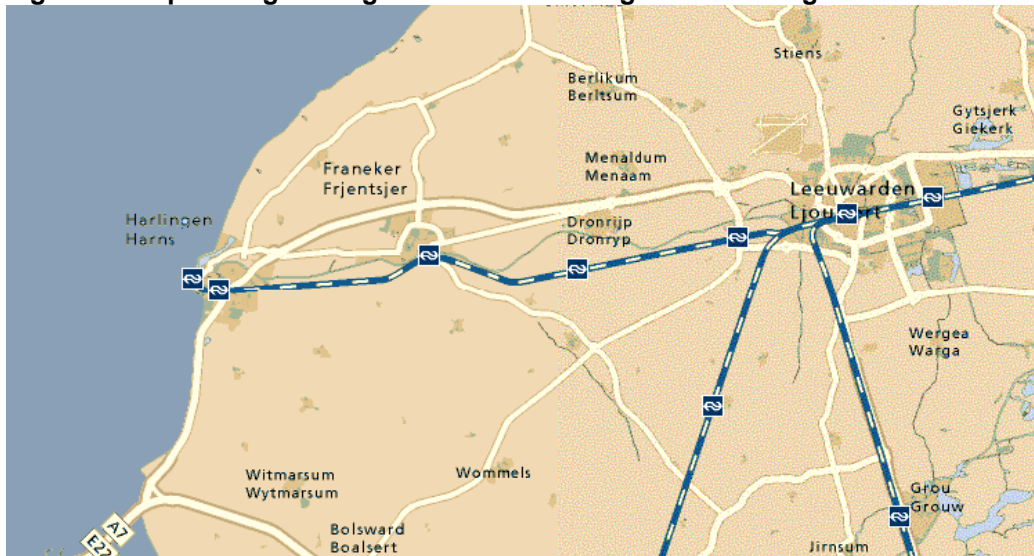 Stiens
Berlikum
Berltsum
Gytsjerk
Giekerk
Menaldum
Menaam
Franeker
Frjentsjer
Leeuwarden
Harlingen
Harns
Dronrijp
Dronryp
Wergea
Warga
Witmarsum
Wytmarsum
Wommels
Grou
Grouw
A7
E22
Bolsward
Boalsert
Jirnsum